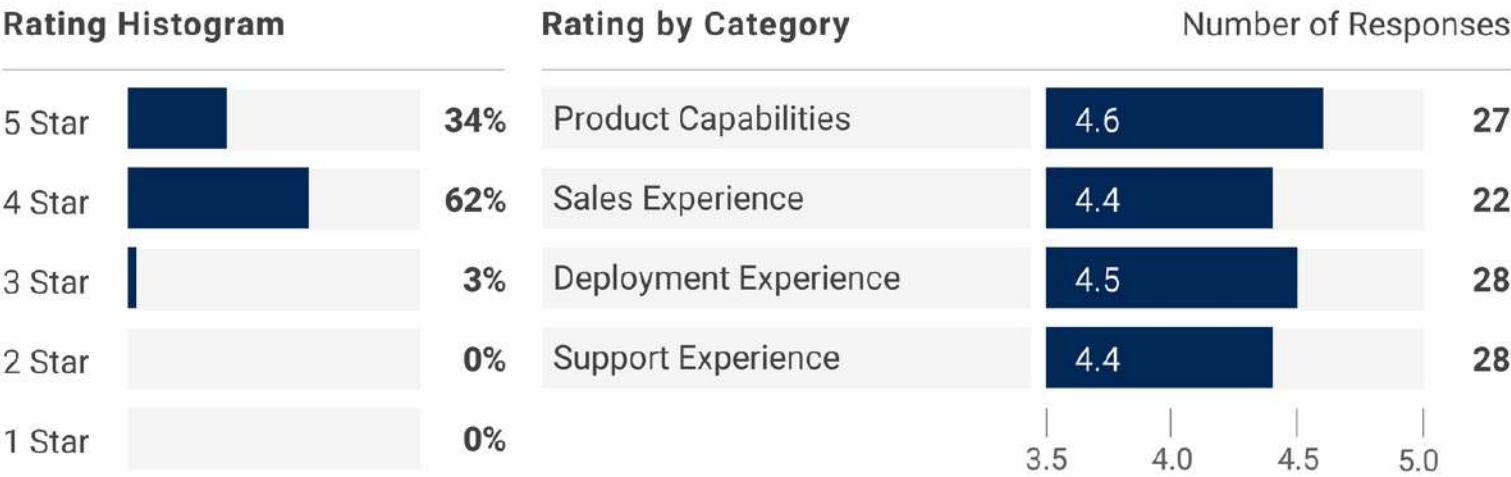 Rating Histogram
5 Star 34%
4 Star 62%
3 Star 3%
2 Star 0%
1 Star 0%
Rating by Category Number of Responses
Product Capabilities 4.6 27
Sales Experience 4.4 22
Deployment Experience 4.5 28
Support Experience 4.4 28
3.5 4.0 4.5 5.0